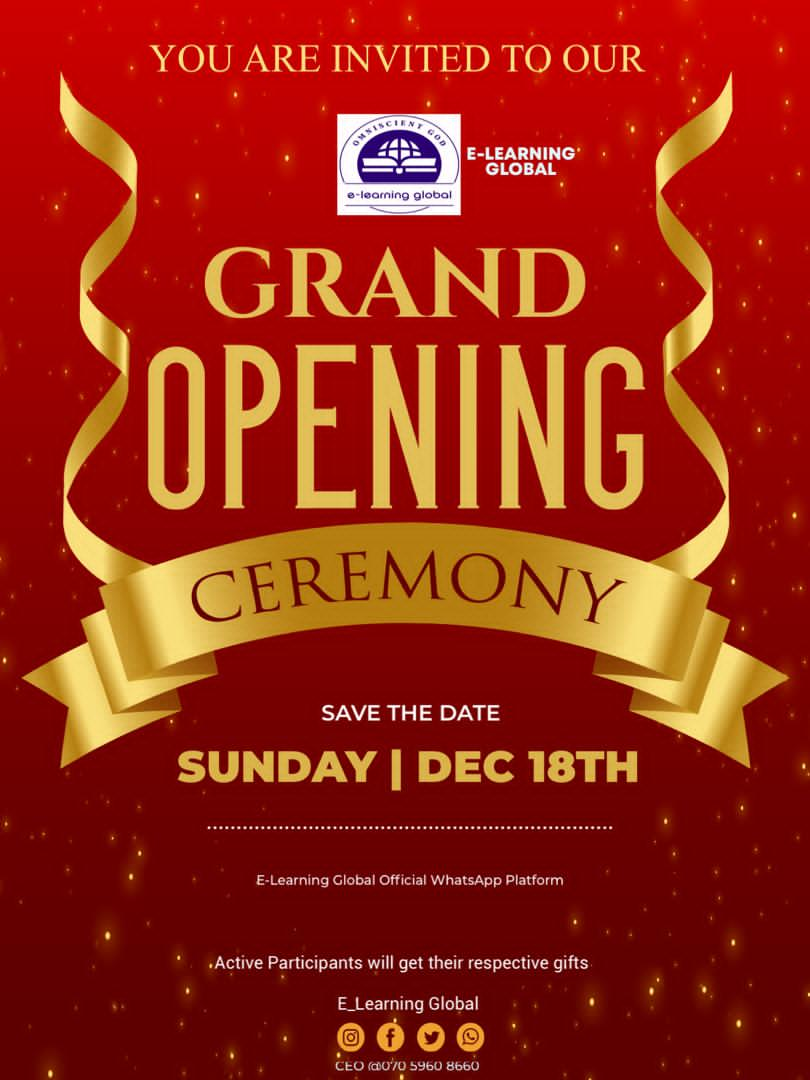 YOU ARE INVITED TO OUR
OMNISCIENT GOD
e-learning global
E-LEARNING
GLOBAL
GRAND
OPENING
CEREMONY
SAVE THE DATE
SUNDAY | DEC 18TH
E-Learning Global Official WhatsApp Platform
Active Participants will get their respective gifts
E_Learning Global
CEO @070 5960 8660